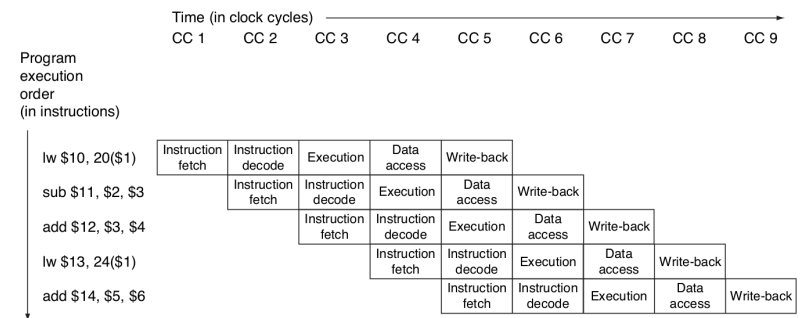 Time (in clock cycles)
CC 1 CC 2 CC 3 CC 4 CC 5 CC 6 CC 7 CC 8 CC 9
Program
execution
order
(in instructions)
lw $10, 20($1) Instruction fetch Instruction decode Execution Data access Write-back
sub $11, $2, $3 Instruction fetch Instruction decode Execution Data access Write-back
add $12, $3, $4 Instruction fetch Instruction decode Execution Data access Write-back
lw $13, 24($1) Instruction fetch Instruction decode Execution Data access Write-back
add $14, $5, $6 Instruction fetch Instruction decode Execution Data access Write-back